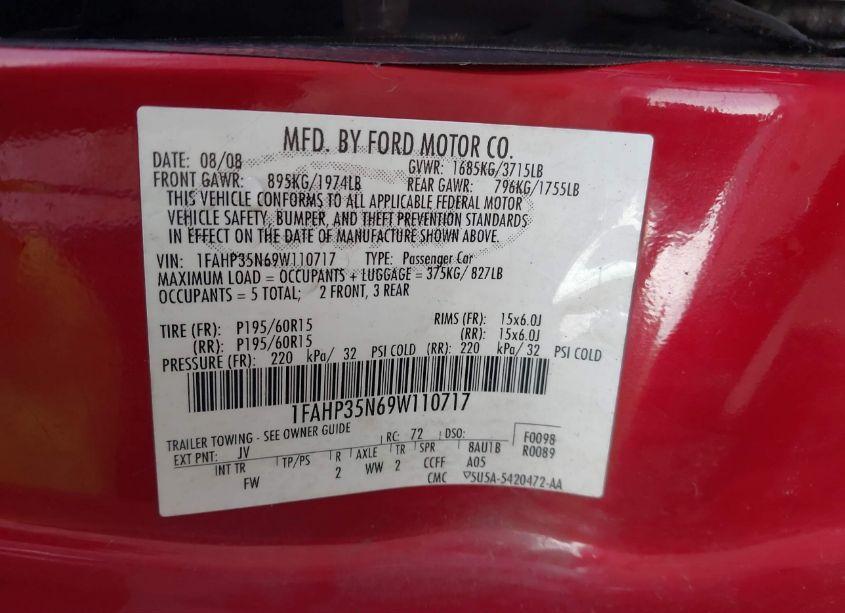 MFD. BY FORD MOTOR CO.
DATE: 08/08 GVWR: 1685KG/3715LB
FRONT GAWR: 895KG/1974LB REAR GAWR: 796KG/1755LB
THIS VEHICLE CONFORMS TO ALL APPLICABLE FEDERAL MOTOR
VEHICLE SAFETY, BUMPER, AND THEFT PREVENTION STANDARDS
IN EFFECT ON THE DATE OF MANUFACTURE SHOWN ABOVE.
VIN: 1FAHP35N69W110717 TYPE: Passenger Car
MAXIMUM LOAD = OCCUPANTS + LUGGAGE = 375KG/ 827LB
OCCUPANTS = 5 TOTAL; 2 FRONT, 3 REAR
TIRE (FR): P195/60R15 RIMS (FR): 15x6.0J
(RR): P195/60R15 (RR): 15x6.0J
PRESSURE (FR): 220 kPa/ 32 PSI COLD (RR): 220 kPa/ 32 PSI COLD
1FAHP35N69W110717
TRAILER TOWING - SEE OWNER GUIDE RC: 72 DSO: F0098
EXT PNT: JV R AXLE TR SPR 8AU1B R0089
INT TR TP/PS 2 WW 2 CCFF A05
FW CMC ▽5U5A-5420472-AA